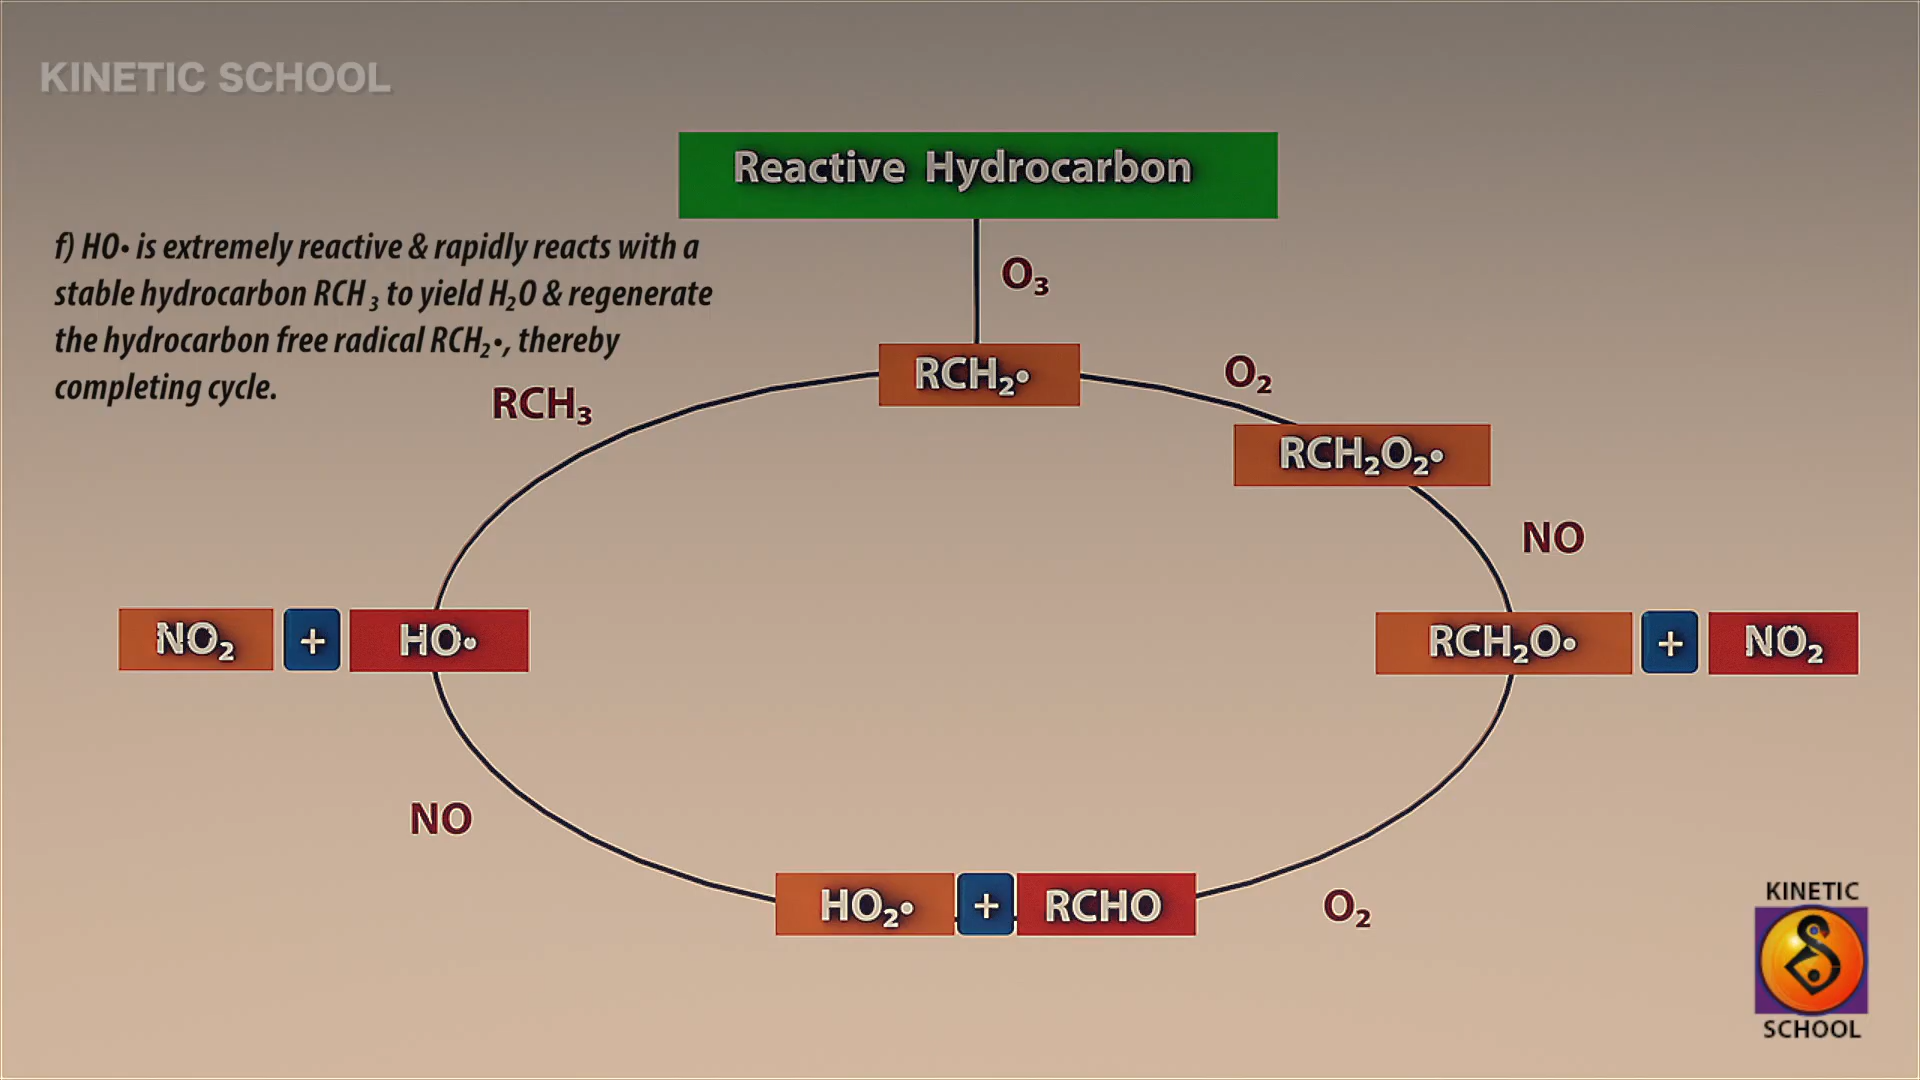 KINETIC SCHOOL
Reactive Hydrocarbon
f) HO• is extremely reactive & rapidly reacts with a
stable hydrocarbon RCH₃ to yield H₂O & regenerate
the hydrocarbon free radical RCH₂•, thereby
completing cycle.
O₃
RCH₂•
O₂
RCH₃
RCH₂O₂•
NO
NO₂ + HO•
RCH₂O• + NO₂
NO
HO₂• + RCHO
O₂
KINETIC
SCHOOL